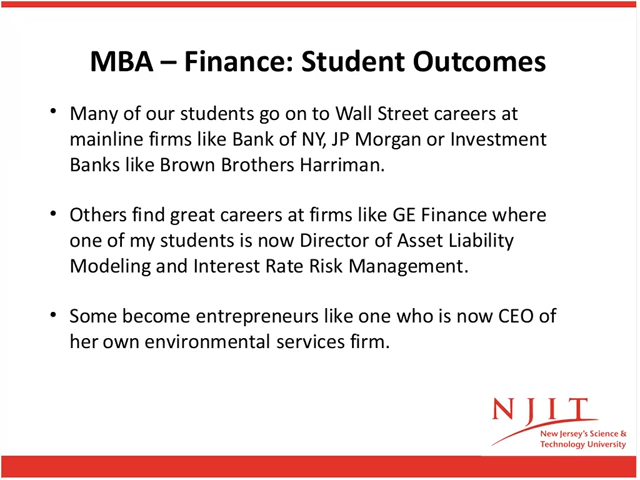 MBA – Finance: Student Outcomes
• Many of our students go on to Wall Street careers at
mainline firms like Bank of NY, JP Morgan or Investment
Banks like Brown Brothers Harriman.
• Others find great careers at firms like GE Finance where
one of my students is now Director of Asset Liability
Modeling and Interest Rate Risk Management.
• Some become entrepreneurs like one who is now CEO of
her own environmental services firm.
NJIT
New Jersey's Science &
Technology University